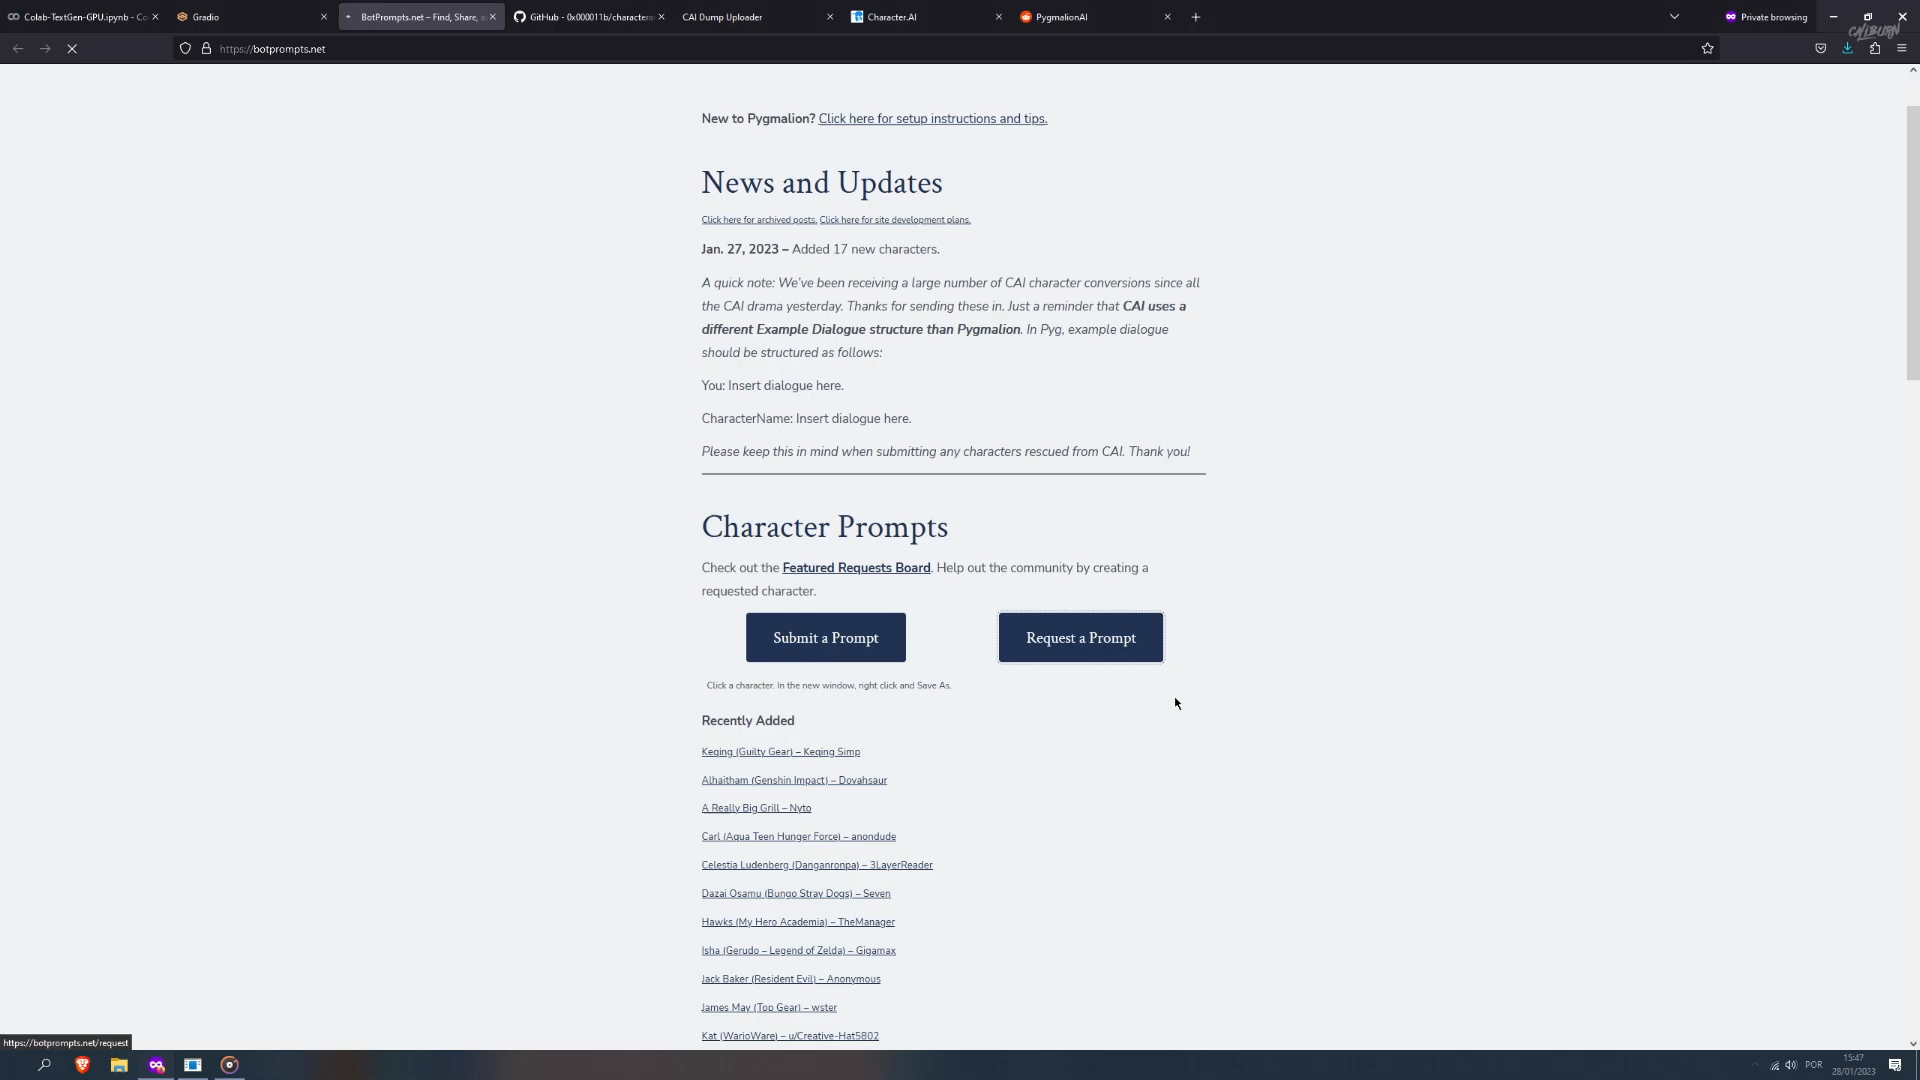 Colab-TextGen-GPU.ipynb - Co
Gradio
BotPrompts.net – Find, Share, a
GitHub - 0x000011b/characterai
CAI Dump Uploader
Character.AI
PygmalionAI
Private browsing
CALIBURN
https://botprompts.net
New to Pygmalion? Click here for setup instructions and tips.
News and Updates
Click here for archived posts. Click here for site development plans.
Jan. 27, 2023 – Added 17 new characters.
A quick note: We've been receiving a large number of CAI character conversions since all
the CAI drama yesterday. Thanks for sending these in. Just a reminder that CAI uses a
different Example Dialogue structure than Pygmalion. In Pyg, example dialogue
should be structured as follows:
You: Insert dialogue here.
CharacterName: Insert dialogue here.
Please keep this in mind when submitting any characters rescued from CAI. Thank you!
Character Prompts
Check out the Featured Requests Board. Help out the community by creating a
requested character.
Submit a Prompt
Request a Prompt
Click a character. In the new window, right click and Save As.
Recently Added
Keqing (Guilty Gear) – Keqing Simp
Alhaitham (Genshin Impact) – Dovahsaur
A Really Big Grill – Nyto
Carl (Aqua Teen Hunger Force) – anondude
Celestia Ludenberg (Danganronpa) – 3LayerReader
Dazai Osamu (Bungo Stray Dogs) – Seven
Hawks (My Hero Academia) – TheManager
Isha (Gerudo – Legend of Zelda) – Gigamax
Jack Baker (Resident Evil) – Anonymous
James May (Top Gear) – wster
Kat (WarioWare) – u/Creative-Hat5802
https://botprompts.net/request
POR
15:47
28/01/2023